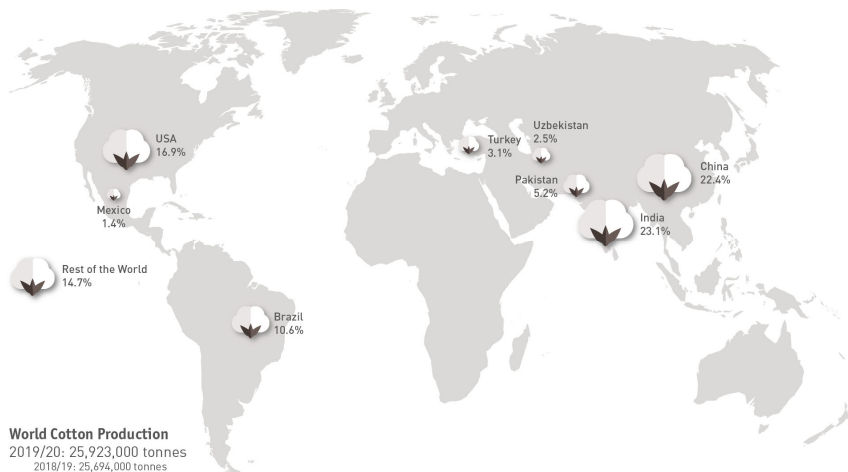 USA
16.9%
Mexico
1.4%
Rest of the World
14.7%
Brazil
10.6%
Turkey
3.1%
Uzbekistan
2.5%
Pakistan
5.2%
China
22.4%
India
23.1%
World Cotton Production
2019/20: 25,923,000 tonnes
2018/19: 25,694,000 tonnes